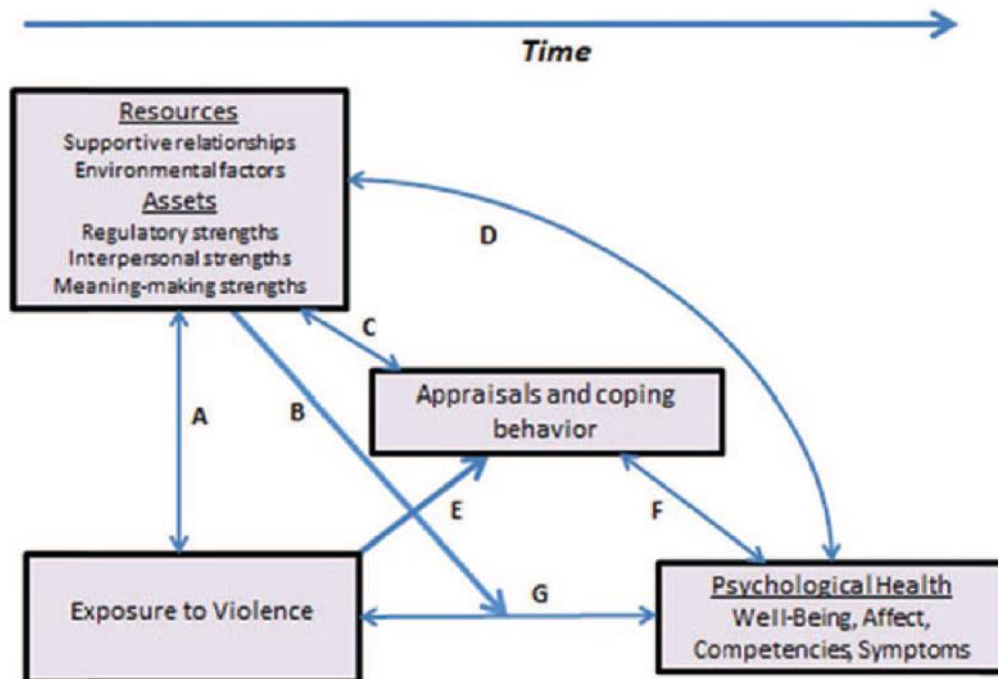 Time
Resources
Supportive relationships
Environmental factors
Assets
Regulatory strengths
Interpersonal strengths
Meaning-making strengths
D
C
A
B
Appraisals and coping
behavior
E
F
Exposure to Violence
G
Psychological Health
Well-Being, Affect,
Competencies, Symptoms